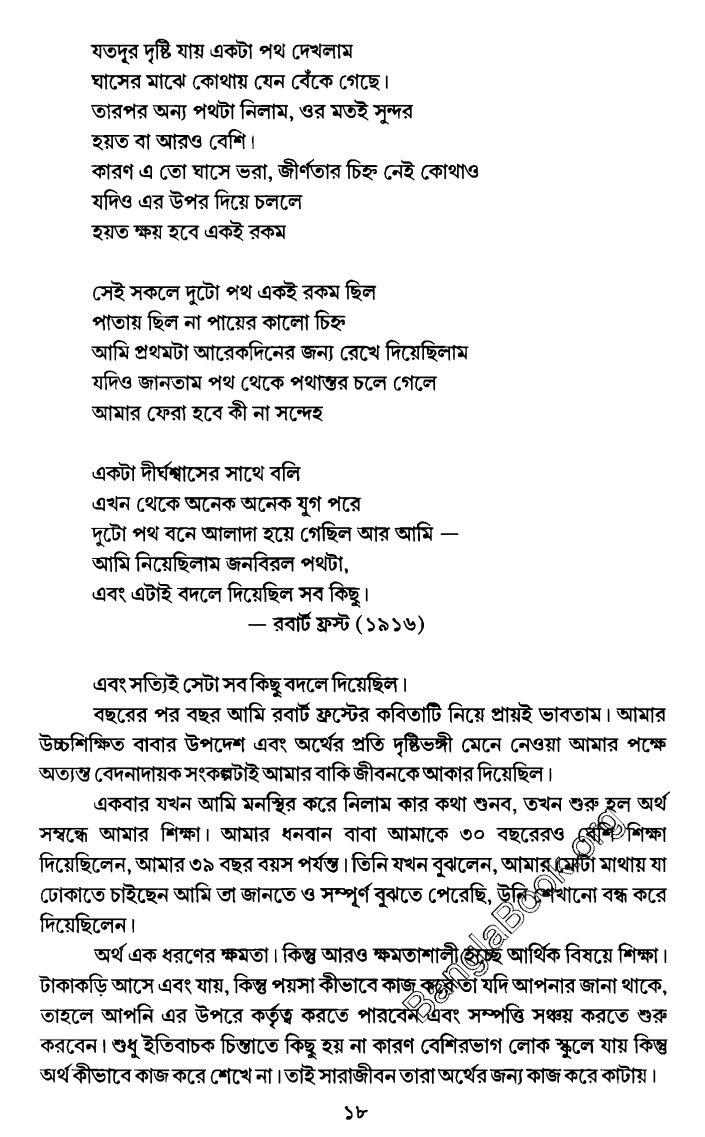 যতদূর দৃষ্টি যায় একটা পথ দেখলাম
ঘাসের মাঝে কোথায় যেন বেঁকে গেছে।
তারপর অন্য পথটা নিলাম, ওর মতই সুন্দর
হয়ত বা আরও বেশি।
কারণ এ তো ঘাসে ভরা, জীর্ণতার চিহ্ন নেই কোথাও
যদিও এর উপর দিয়ে চললে
হয়ত ক্ষয় হবে একই রকম
সেই সকলে দুটো পথ একই রকম ছিল
পাতায় ছিল না পায়ের কালো চিহ্ন
আমি প্রথমটা আরেকদিনের জন্য রেখে দিয়েছিলাম
যদিও জানতাম পথ থেকে পথান্তর চলে গেলে
আমার ফেরা হবে কী না সন্দেহ
একটা দীর্ঘশ্বাসের সাথে বলি
এখন থেকে অনেক অনেক যুগ পরে
দুটো পথ বনে আলাদা হয়ে গেছিল আর আমি —
আমি নিয়েছিলাম জনবিরল পথটা,
এবং এটাই বদলে দিয়েছিল সব কিছু।
— রবার্ট ফ্রস্ট (১৯১৬)
এবং সত্যিই সেটা সব কিছু বদলে দিয়েছিল।
বছরের পর বছর আমি রবার্ট ফ্রস্টের কবিতাটি নিয়ে প্রায়ই ভাবতাম। আমার
উচ্চশিক্ষিত বাবার উপদেশ এবং অর্থের প্রতি দৃষ্টিভঙ্গী মেনে নেওয়া আমার পক্ষে
অত্যন্ত বেদনাদায়ক সংকল্পটাই আমার বাকি জীবনকে আকার দিয়েছিল।
একবার যখন আমি মনস্থির করে নিলাম কার কথা শুনব, তখন শুরু হল অর্থ
সম্বন্ধে আমার শিক্ষা। আমার ধনবান বাবা আমাকে ৩০ বছরেরও বেশি শিক্ষা
দিয়েছিলেন, আমার ৩৯ বছর বয়স পর্যন্ত। তিনি যখন বুঝলেন, আমার মোটা মাথায় যা
ঢোকাতে চাইছেন আমি তা জানতে ও সম্পূর্ণ বুঝতে পেরেছি, উনি শেখানো বন্ধ করে
দিয়েছিলেন।
অর্থ এক ধরণের ক্ষমতা। কিন্তু আরও ক্ষমতাশালী হচ্ছে আর্থিক বিষয়ে শিক্ষা।
টাকাকড়ি আসে এবং যায়, কিন্তু পয়সা কীভাবে কাজ করে তা যদি আপনার জানা থাকে,
তাহলে আপনি এর উপরে কর্তৃত্ব করতে পারবেন এবং সম্পত্তি সঞ্চয় করতে শুরু
করবেন। শুধু ইতিবাচক চিন্তাতে কিছু হয় না কারণ বেশিরভাগ লোক স্কুলে যায় কিন্তু
অর্থ কীভাবে কাজ করে শেখে না। তাই সারাজীবন তারা অর্থের জন্য কাজ করে কাটায়।
১৮
BanglaBook.org